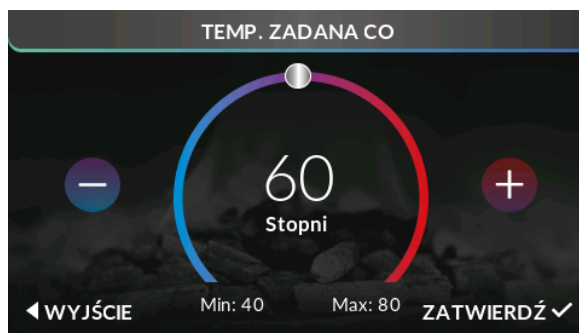 TEMP. ZADANA CO
60
Stopni
Min: 40 Max: 80
WYJŚCIE ZATWIERDŹ